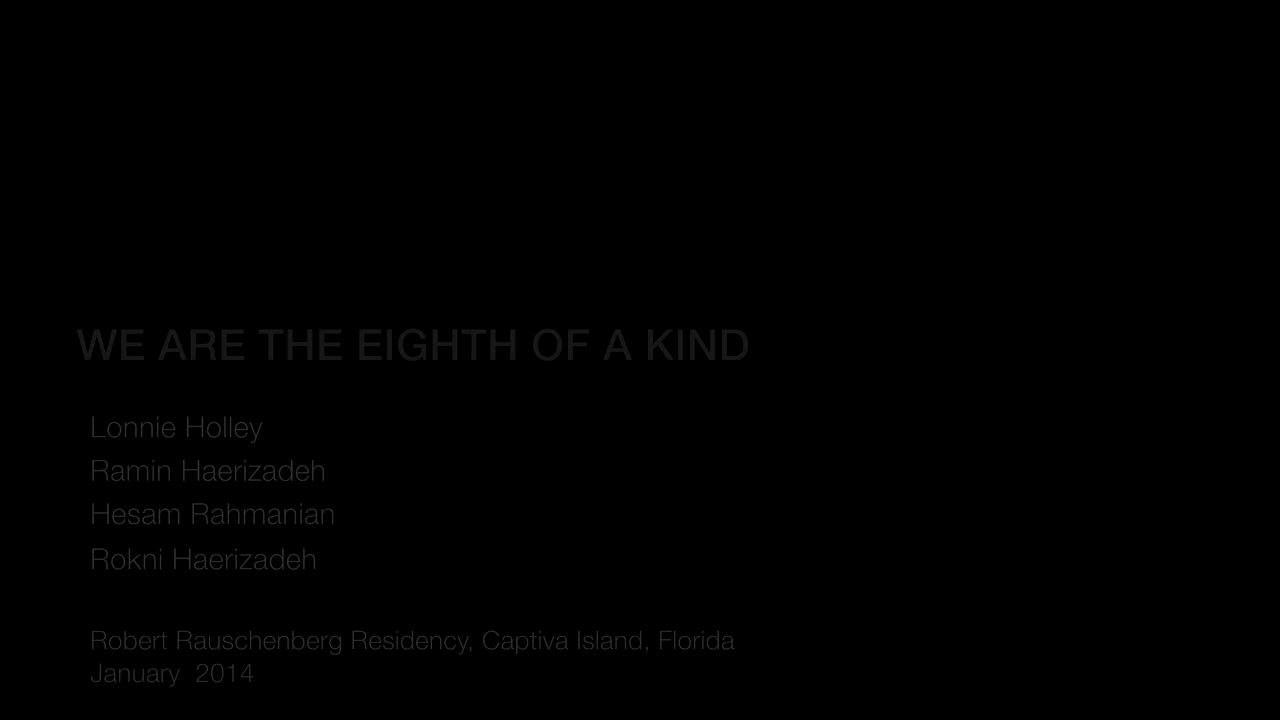 WE ARE THE EIGHTH OF A KIND
Lonnie Holley
Ramin Haerizadeh
Hesam Rahmanian
Rokni Haerizadeh
Robert Rauschenberg Residency, Captiva Island, Florida
January  2014